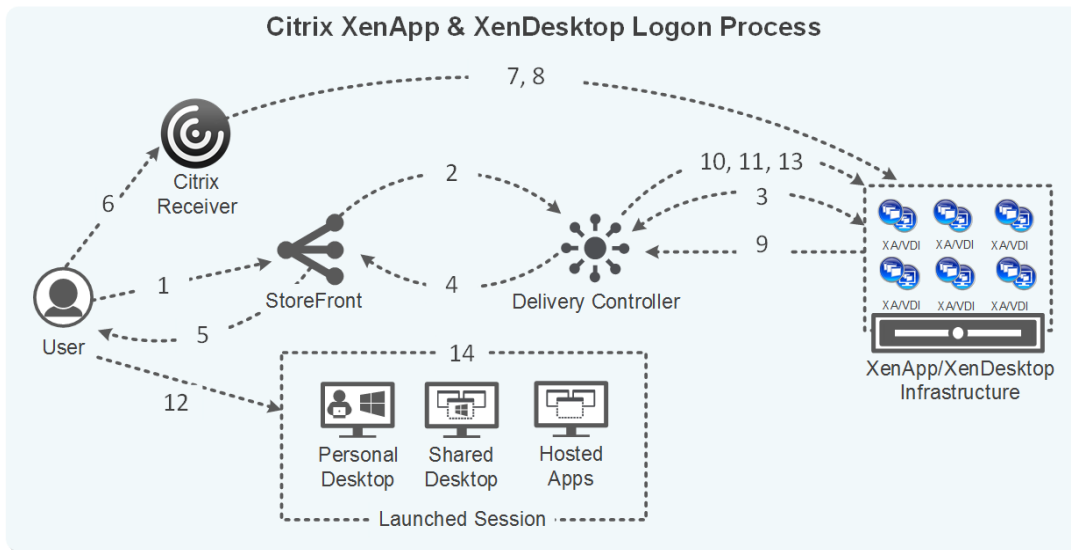 Citrix XenApp & XenDesktop Logon Process
7, 8
Citrix
Receiver
6
2
10, 11, 13
3
9
XA/VDI XA/VDI XA/VDI
XA/VDI XA/VDI XA/VDI
1
StoreFront
4
Delivery Controller
5
User
XenApp/XenDesktop
Infrastructure
12
14
Personal
Desktop
Shared
Desktop
Hosted
Apps
Launched Session